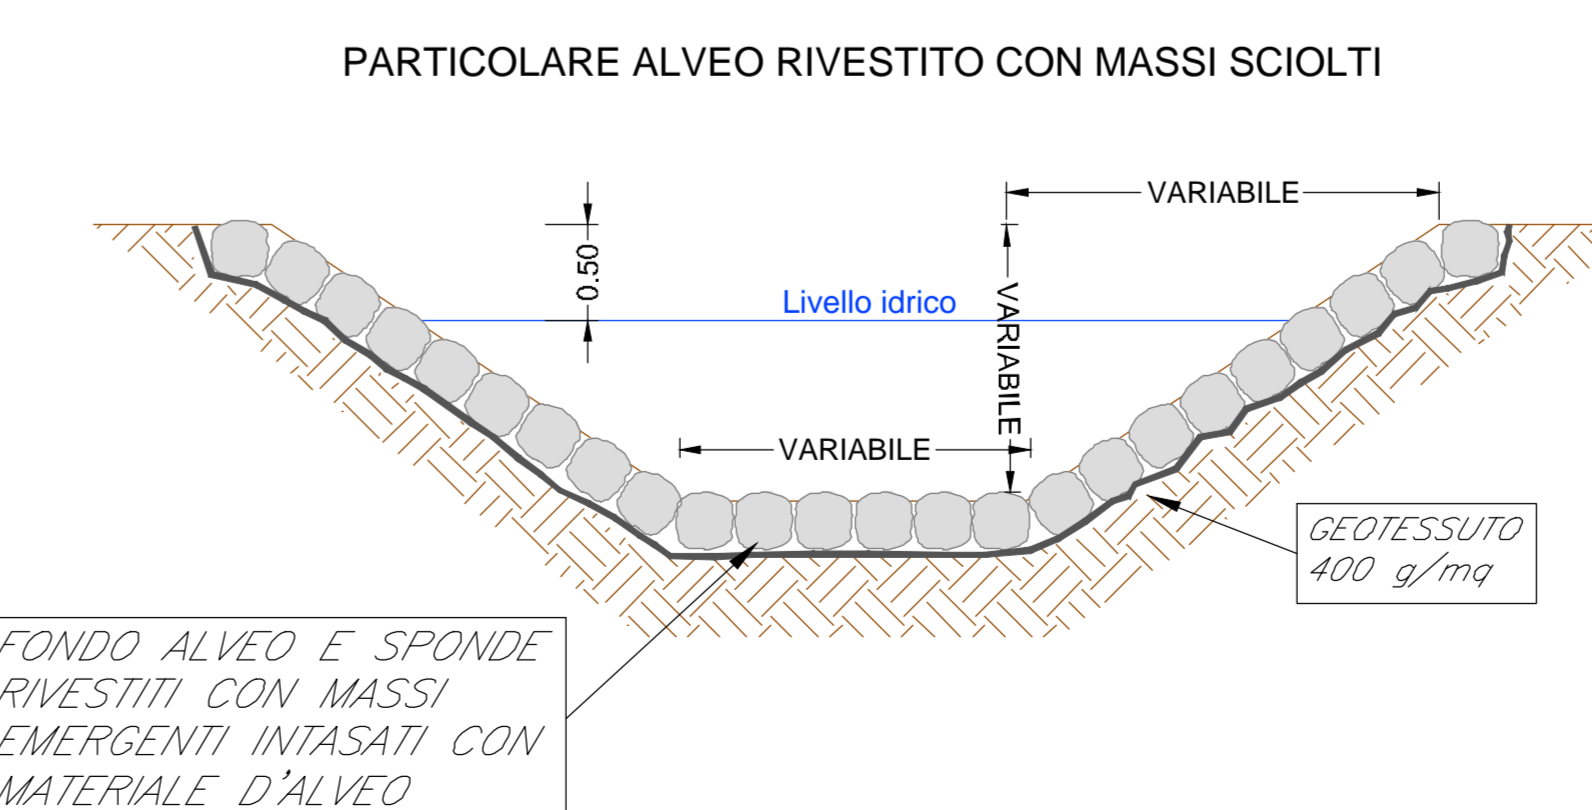 PARTICOLARE ALVEO RIVESTITO CON MASSI SCIOLTI
VARIABILE
0.50
Livello idrico
VARIABILE
VARIABILE
GEOTESSUTO
400 g/mq
FONDO ALVEO E SPONDE
RIVESTITI CON MASSI
EMERGENTI INTASATI CON
MATERIALE D'ALVEO